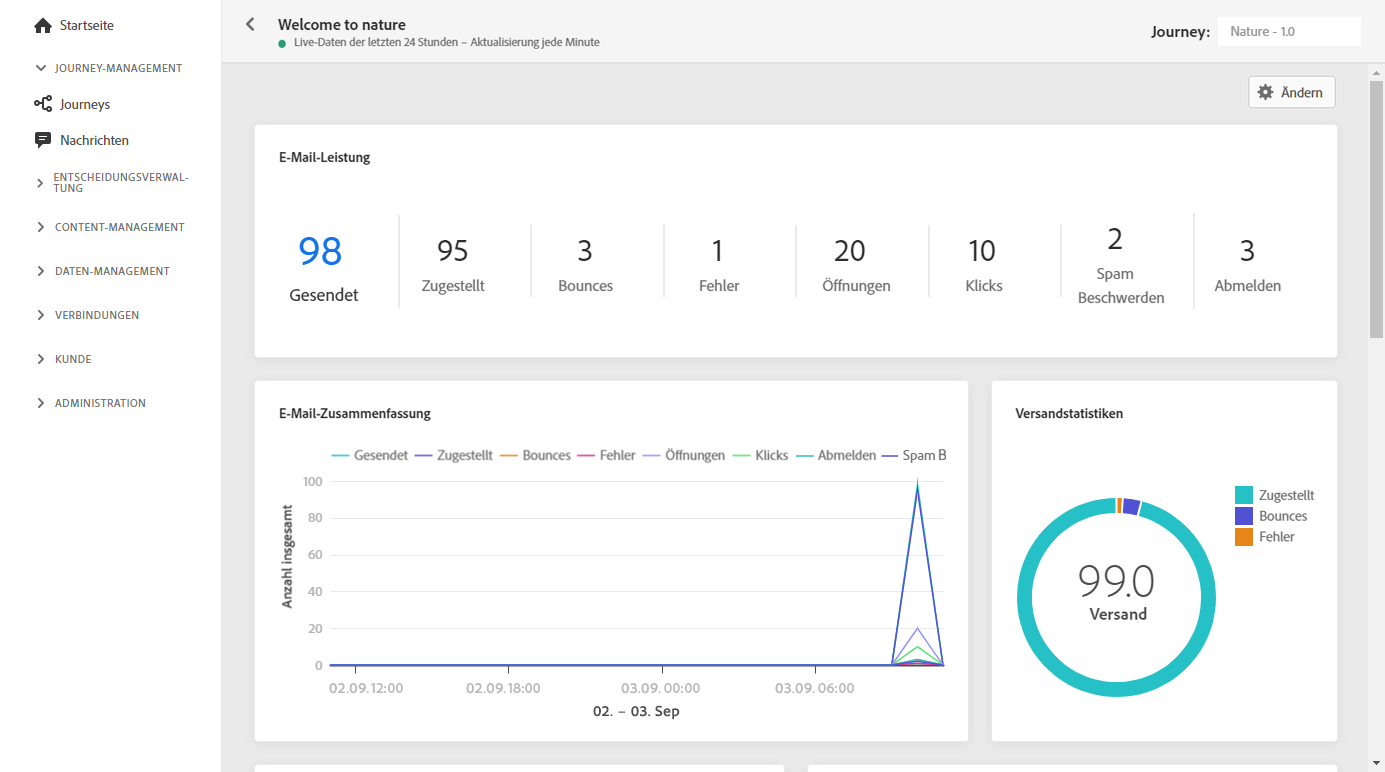 Startseite
JOURNEY-MANAGEMENT
Journeys
Nachrichten
ENTSCHEIDUNGSVERWAL-
TUNG
CONTENT-MANAGEMENT
DATEN-MANAGEMENT
VERBINDUNGEN
KUNDE
ADMINISTRATION
Welcome to nature
Live-Daten der letzten 24 Stunden – Aktualisierung jede Minute
Journey: Nature - 1.0
Ändern
E-Mail-Leistung
98
Gesendet
95
Zugestellt
3
Bounces
1
Fehler
20
Öffnungen
10
Klicks
2
Spam
Beschwerden
3
Abmelden
E-Mail-Zusammenfassung
Gesendet Zugestellt Bounces Fehler Öffnungen Klicks Abmelden Spam B
Anzahl insgesamt
100
80
60
40
20
0
02.09.12:00 02.09.18:00 03.09. 00:00 03.09. 06:00
02. – 03. Sep
Versandstatistiken
Zugestellt
Bounces
Fehler
99.0
Versand